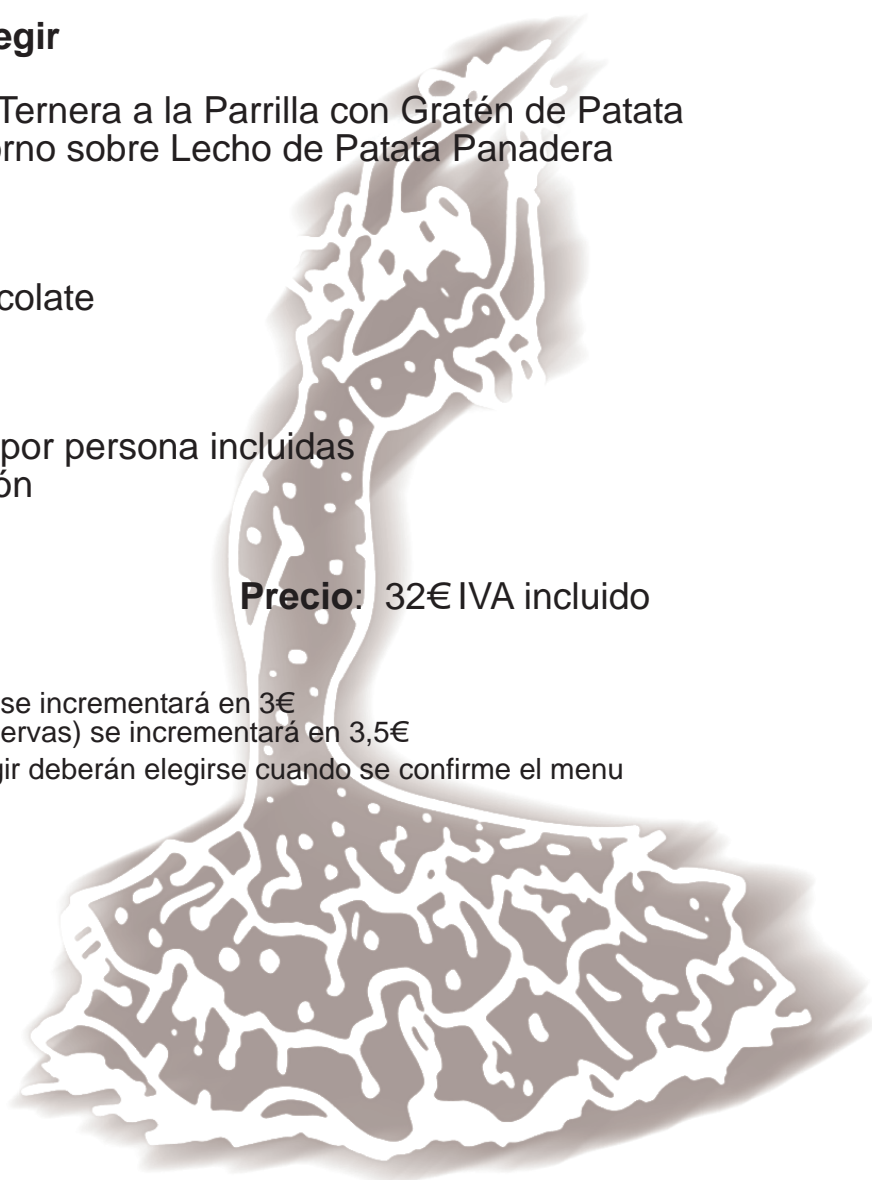 egir
Ternera a la Parrilla con Gratén de Patata
orno sobre Lecho de Patata Panadera
colate
por persona incluidas
ón
Precio: 32€ IVA incluido
se incrementará en 3€
ervas) se incrementará en 3,5€
gir deberán elegirse cuando se confirme el menu